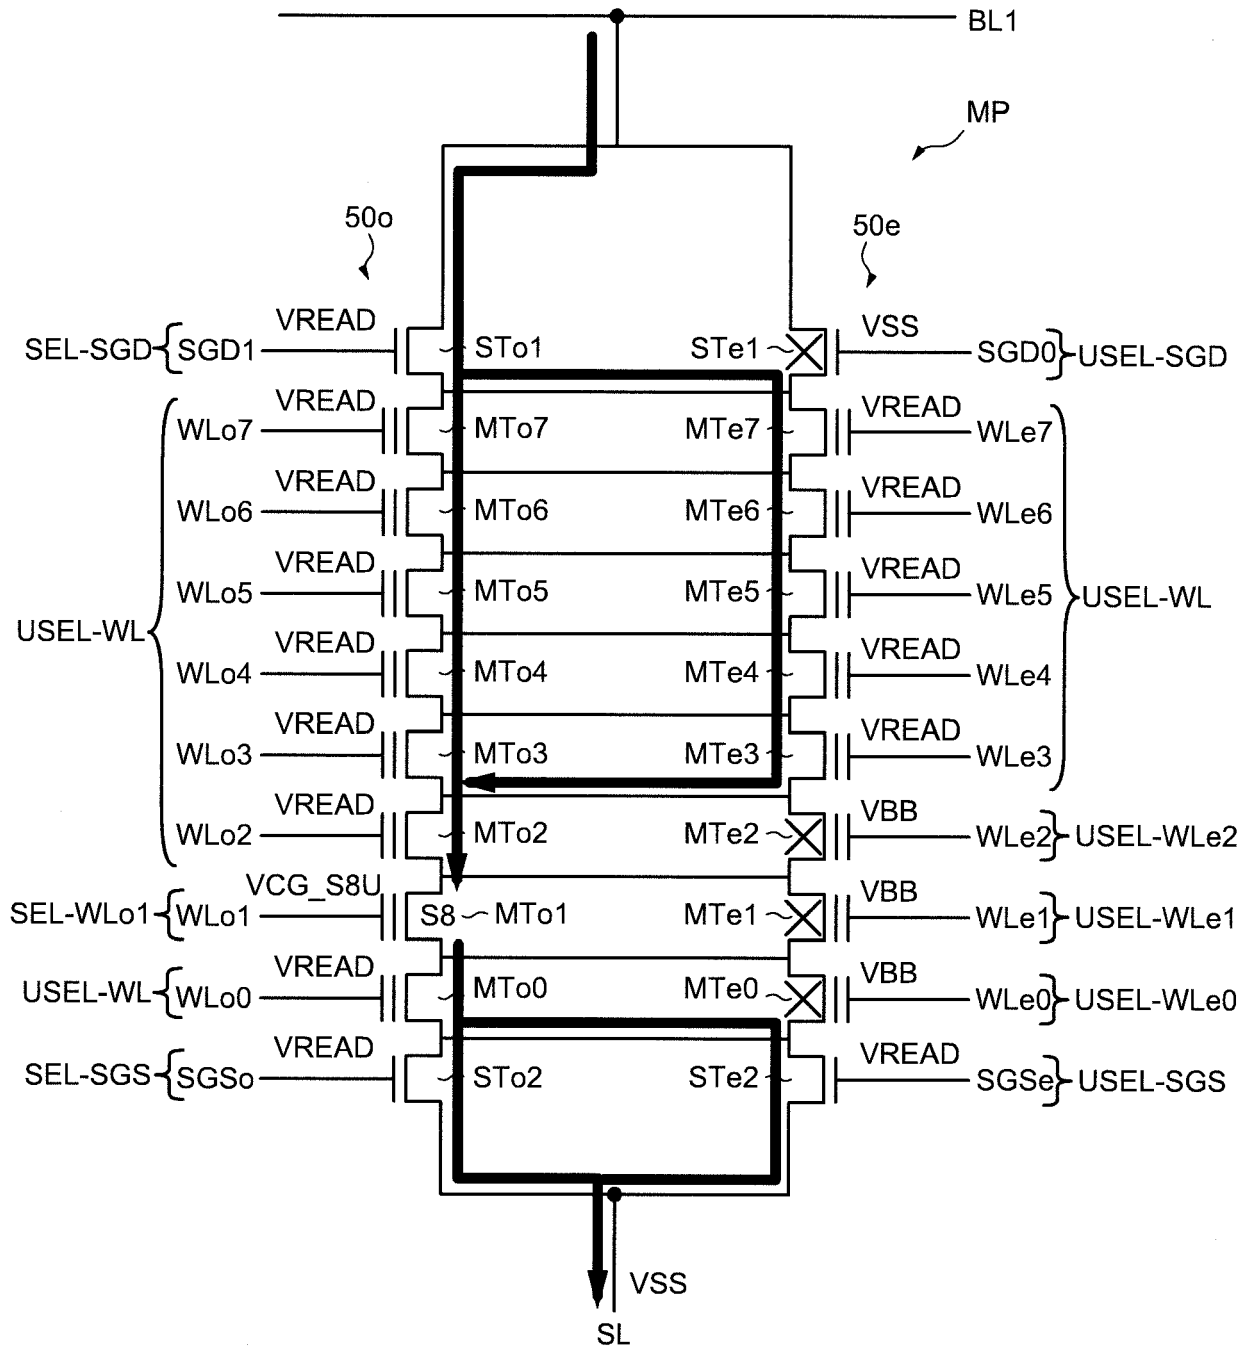 BL1
MP
50o
50e
VREAD
VSS
SEL-SGD SGD1 STo1 STe1 SGD0 USEL-SGD
VREAD
VREAD
WLo7 MTo7 MTe7 WLe7
VREAD
VREAD
WLo6 MTo6 MTe6 WLe6
VREAD
VREAD
WLo5 MTo5 MTe5 WLe5
USEL-WL
USEL-WL
VREAD
VREAD
WLo4 MTo4 MTe4 WLe4
VREAD
VREAD
WLo3 MTo3 MTe3 WLe3
VREAD
VBB
WLo2 MTo2 MTe2 WLe2 USEL-WLe2
VCG_S8U
VBB
SEL-WLo1 WLo1 S8 MTo1 MTe1 WLe1 USEL-WLe1
VREAD
VBB
USEL-WL WLo0 MTo0 MTe0 WLe0 USEL-WLe0
VREAD
VREAD
SEL-SGS SGSo STo2 STe2 SGSe USEL-SGS
VSS
SL